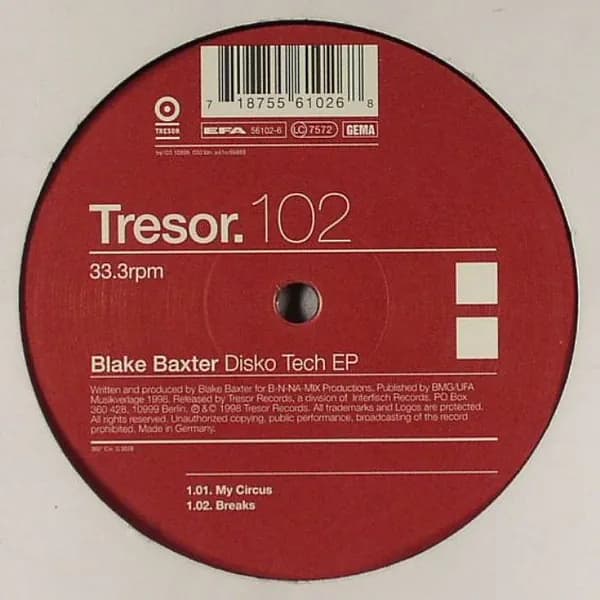 7 18755 61026 8
TRESOR
EFA 56102-6 LC 7572 GEMA
Tresor.102
33.3rpm
Blake Baxter Disko Tech EP
Written and produced by Blake Baxter for B-N-NA-MIX Productions. Published by BMG/UFA
Musikverlage 1998. Released by Tresor Records, a division of Interfisch Records. PO Box
360 428, 10999 Berlin. ℗ & © 1998 Tresor Records. All trademarks and Logos are protected.
All rights reserved. Unauthorized copying, public performance, broadcasting of the record
prohibited. Made in Germany.
1.01. My Circus
1.02. Breaks